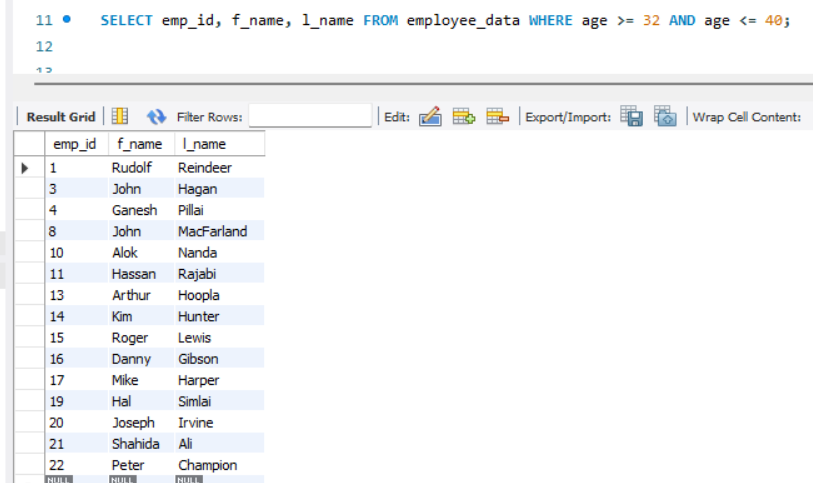 11 SELECT emp_id, f_name, l_name FROM employee_data WHERE age >= 32 AND age <= 40;
12
13
Result Grid Filter Rows: Edit: Export/Import: Wrap Cell Content:
emp_id f_name l_name
1 Rudolf Reindeer
3 John Hagan
4 Ganesh Pillai
8 John MacFarland
10 Alok Nanda
11 Hassan Rajabi
13 Arthur Hoopla
14 Kim Hunter
15 Roger Lewis
16 Danny Gibson
17 Mike Harper
19 Hal Simlai
20 Joseph Irvine
21 Shahida Ali
22 Peter Champion
NULL NULL NULL